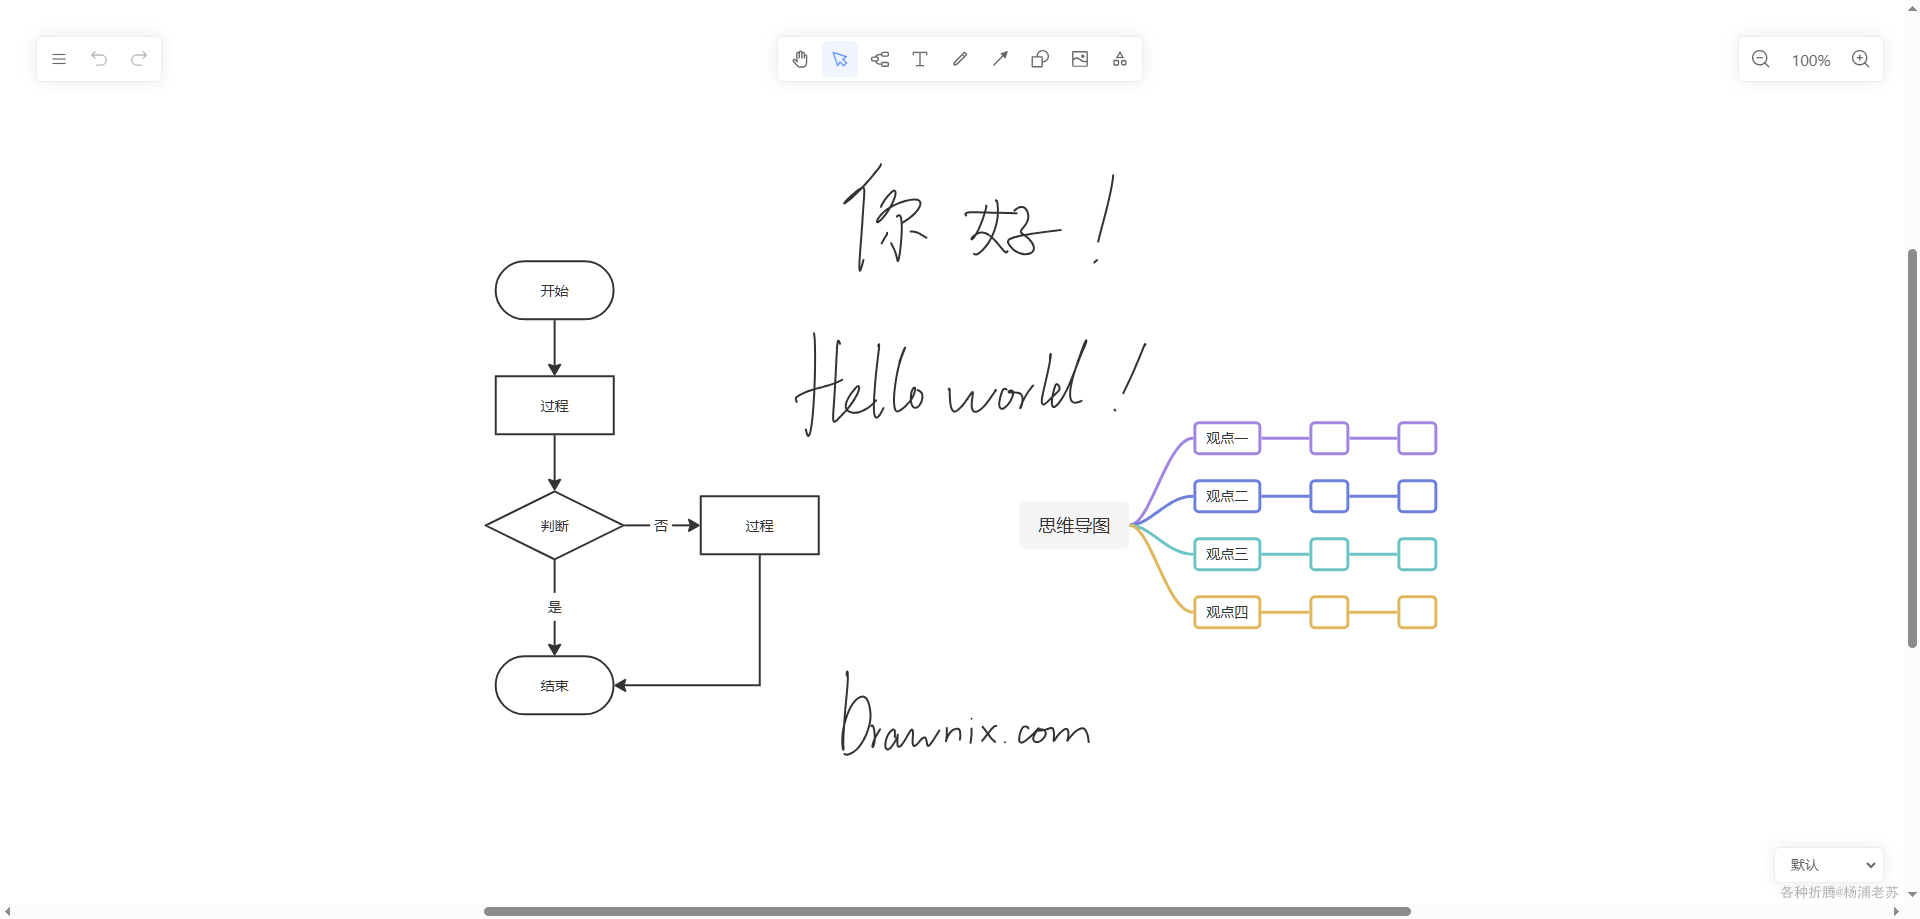 100%
你好！
开始
Hello world!
过程
观点一
观点二
判断
否
过程
思维导图
观点三
是
观点四
结束
Drawnix.com
默认
各种折腾@杨浦老苏